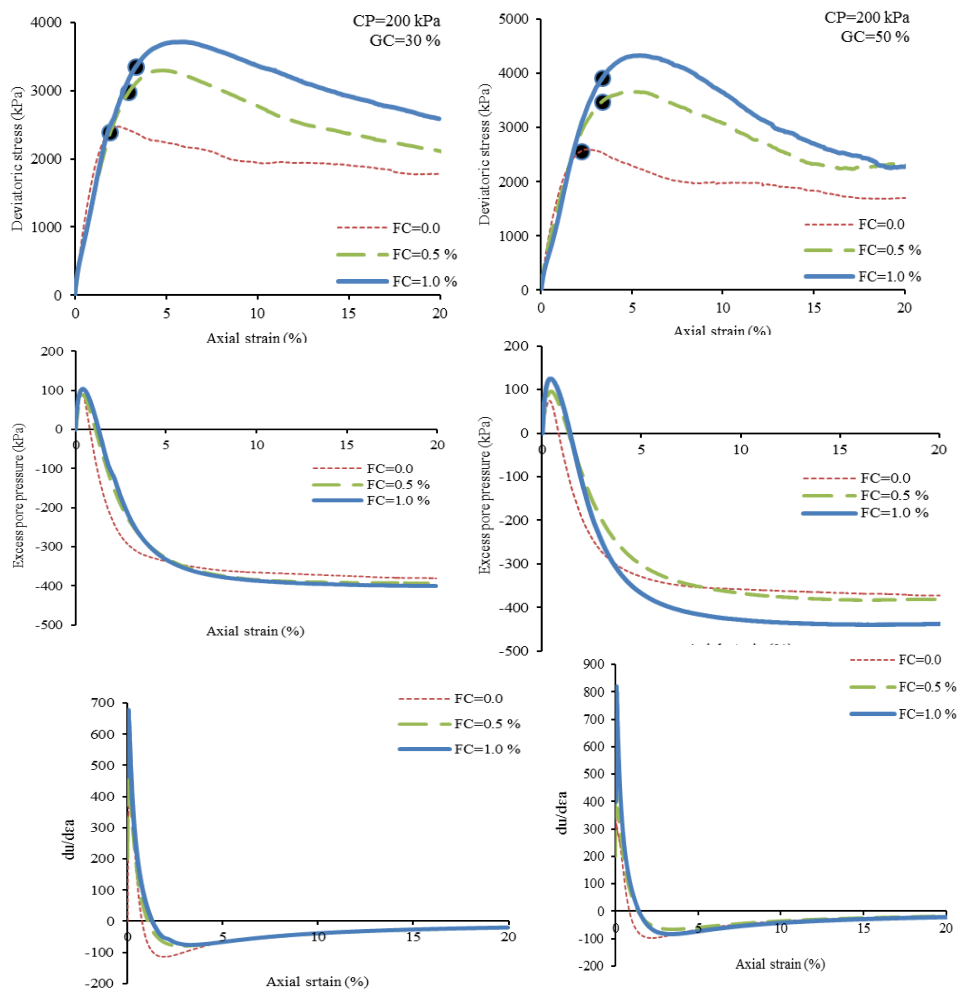 CP=200 kPa
GC=30 %
Deviatoric stress (kPa)
4000
3000
2000
1000
0
0 5 10 15 20
Axial strain (%)
FC=0.0
FC=0.5 %
FC=1.0 %
CP=200 kPa
GC=50 %
Deviatoric stress (kPa)
5000
4000
3000
2000
1000
0
0 5 10 15 20
Axial strain (%)
FC=0.0
FC=0.5 %
FC=1.0 %
Excess pore pressure (kPa)
200
100
0
-100
-200
-300
-400
-500
0 5 10 15 20
FC=0.0
FC=0.5 %
FC=1.0 %
Axial strain (%)
Excess pore pressure (kPa)
200
100
0
-100
-200
-300
-400
-500
0 5 10 15 20
FC=0.0
FC=0.5 %
FC=1.0 %
du/dεa
700
600
500
400
300
200
100
0
-100
-200
0 5 10 15 20
FC=0.0
FC=0.5 %
FC=1.0 %
Axial srtain (%)
du/dεa
900
800
700
600
500
400
300
200
100
0
-100
-200
0 5 10 15 20
FC=0.0
FC=0.5 %
FC=1.0 %
Axial strain (%)